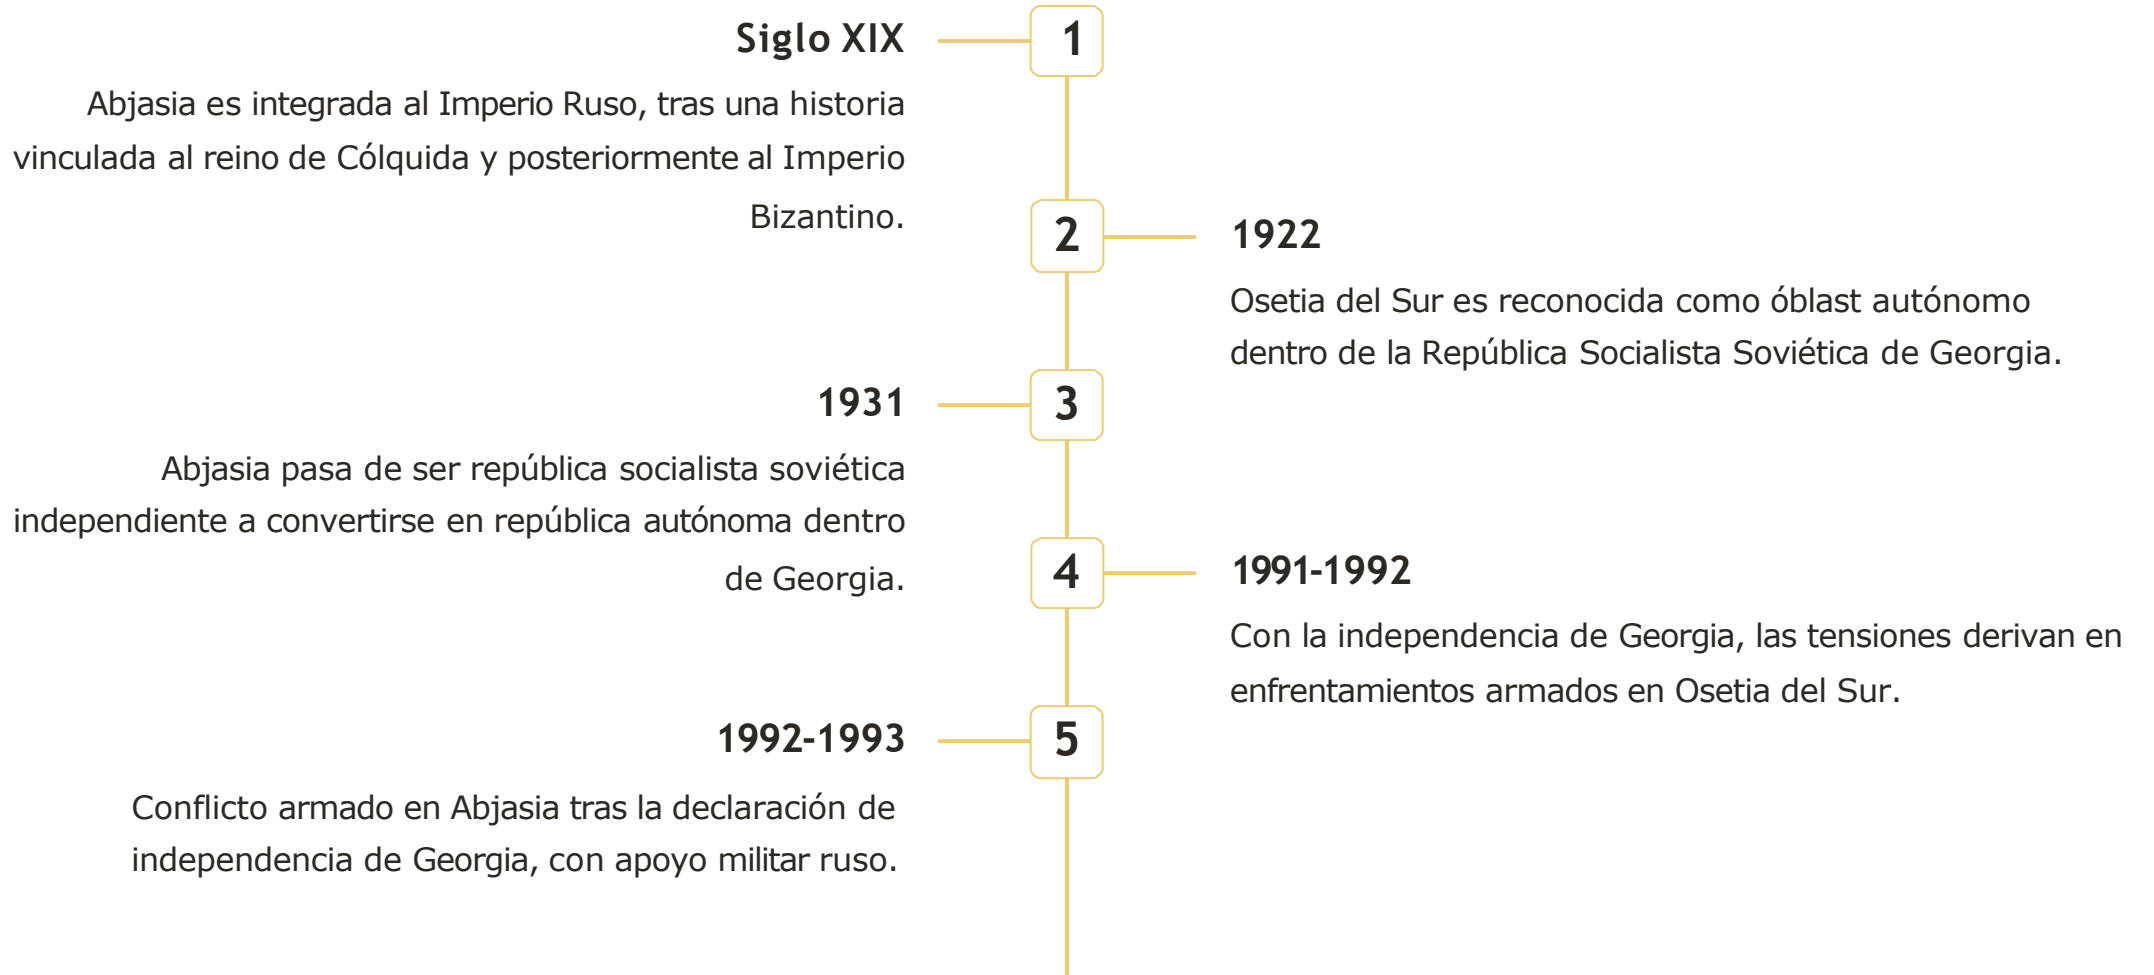 Siglo XIX
1
Abjasia es integrada al Imperio Ruso, tras una historia
vinculada al reino de Cólquida y posteriormente al Imperio
Bizantino.
2
1922
Osetia del Sur es reconocida como óblast autónomo
dentro de la República Socialista Soviética de Georgia.
1931
3
Abjasia pasa de ser república socialista soviética
independiente a convertirse en república autónoma dentro
de Georgia.
4
1991-1992
Con la independencia de Georgia, las tensiones derivan en
enfrentamientos armados en Osetia del Sur.
1992-1993
5
Conflicto armado en Abjasia tras la declaración de
independencia de Georgia, con apoyo militar ruso.